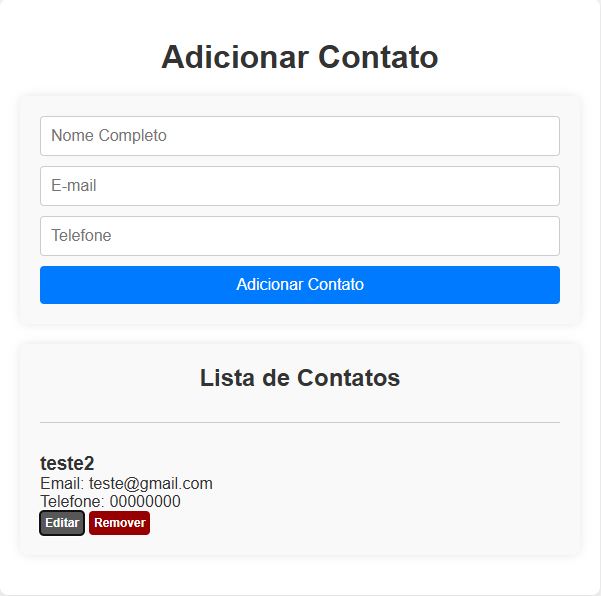 Adicionar Contato
Nome Completo
E-mail
Telefone
Adicionar Contato
Lista de Contatos
teste2
Email: teste@gmail.com
Telefone: 00000000
Editar Remover